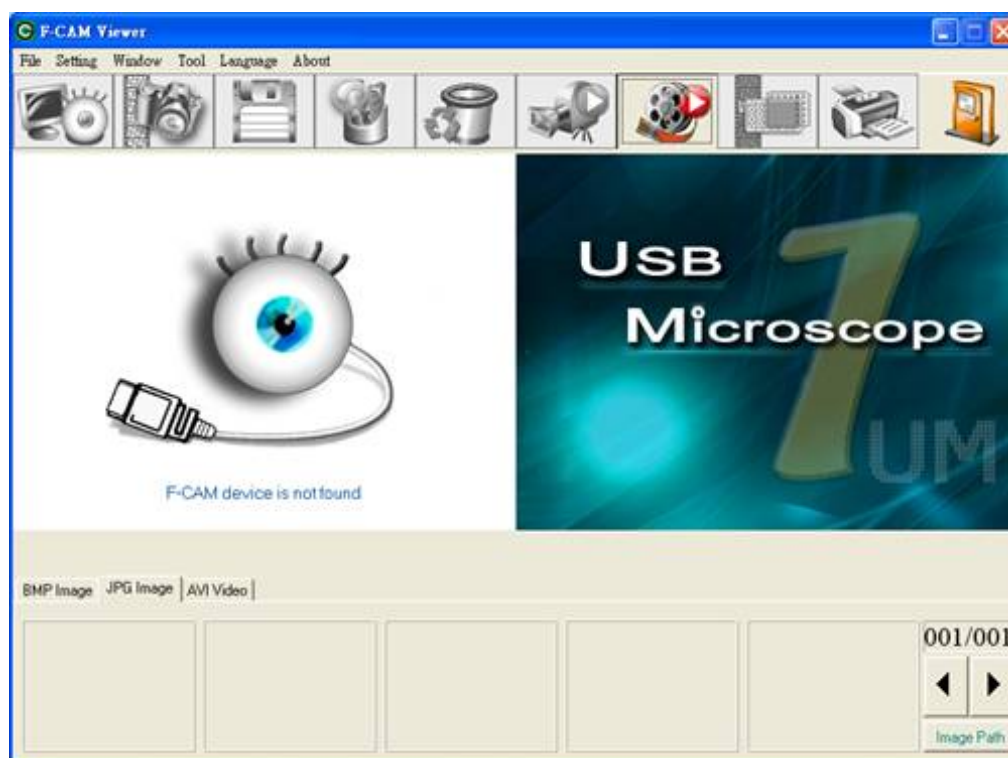 F-CAM Viewer
File Setting Window Tool Language About
USB
Microscope
1
UM
F-CAM device is not found
BMP Image JPG Image AVI Video
001/001
Image Path